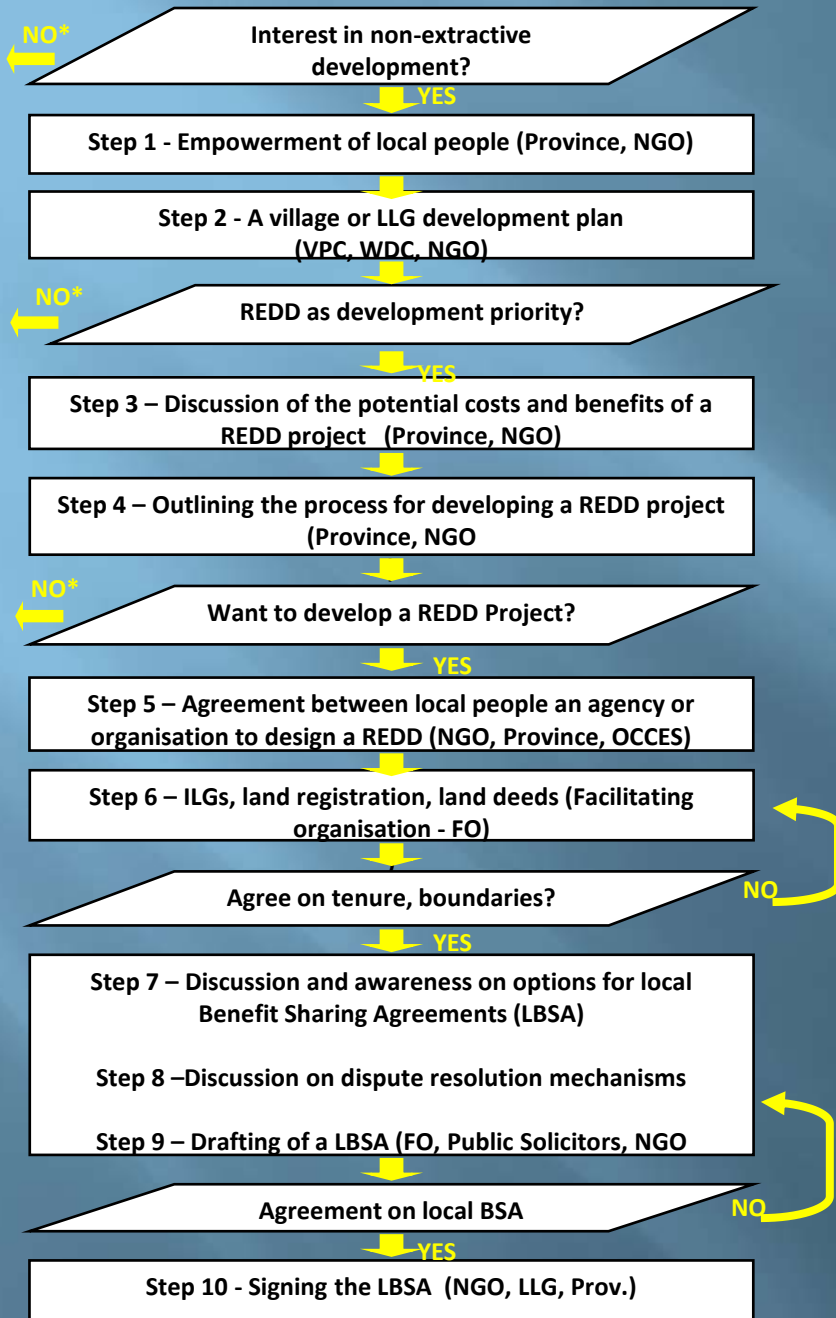 NO*
Interest in non-extractive
development?
YES
Step 1 - Empowerment of local people (Province, NGO)
Step 2 - A village or LLG development plan
(VPC, WDC, NGO)
NO*
REDD as development priority?
YES
Step 3 – Discussion of the potential costs and benefits of a
REDD project (Province, NGO)
Step 4 – Outlining the process for developing a REDD project
(Province, NGO
NO*
Want to develop a REDD Project?
YES
Step 5 – Agreement between local people an agency or
organisation to design a REDD (NGO, Province, OCCES)
Step 6 – ILGs, land registration, land deeds (Facilitating
organisation - FO)
Agree on tenure, boundaries?
NO
YES
Step 7 – Discussion and awareness on options for local
Benefit Sharing Agreements (LBSA)
Step 8 –Discussion on dispute resolution mechanisms
Step 9 – Drafting of a LBSA (FO, Public Solicitors, NGO
Agreement on local BSA
NO
YES
Step 10 - Signing the LBSA (NGO, LLG, Prov.)